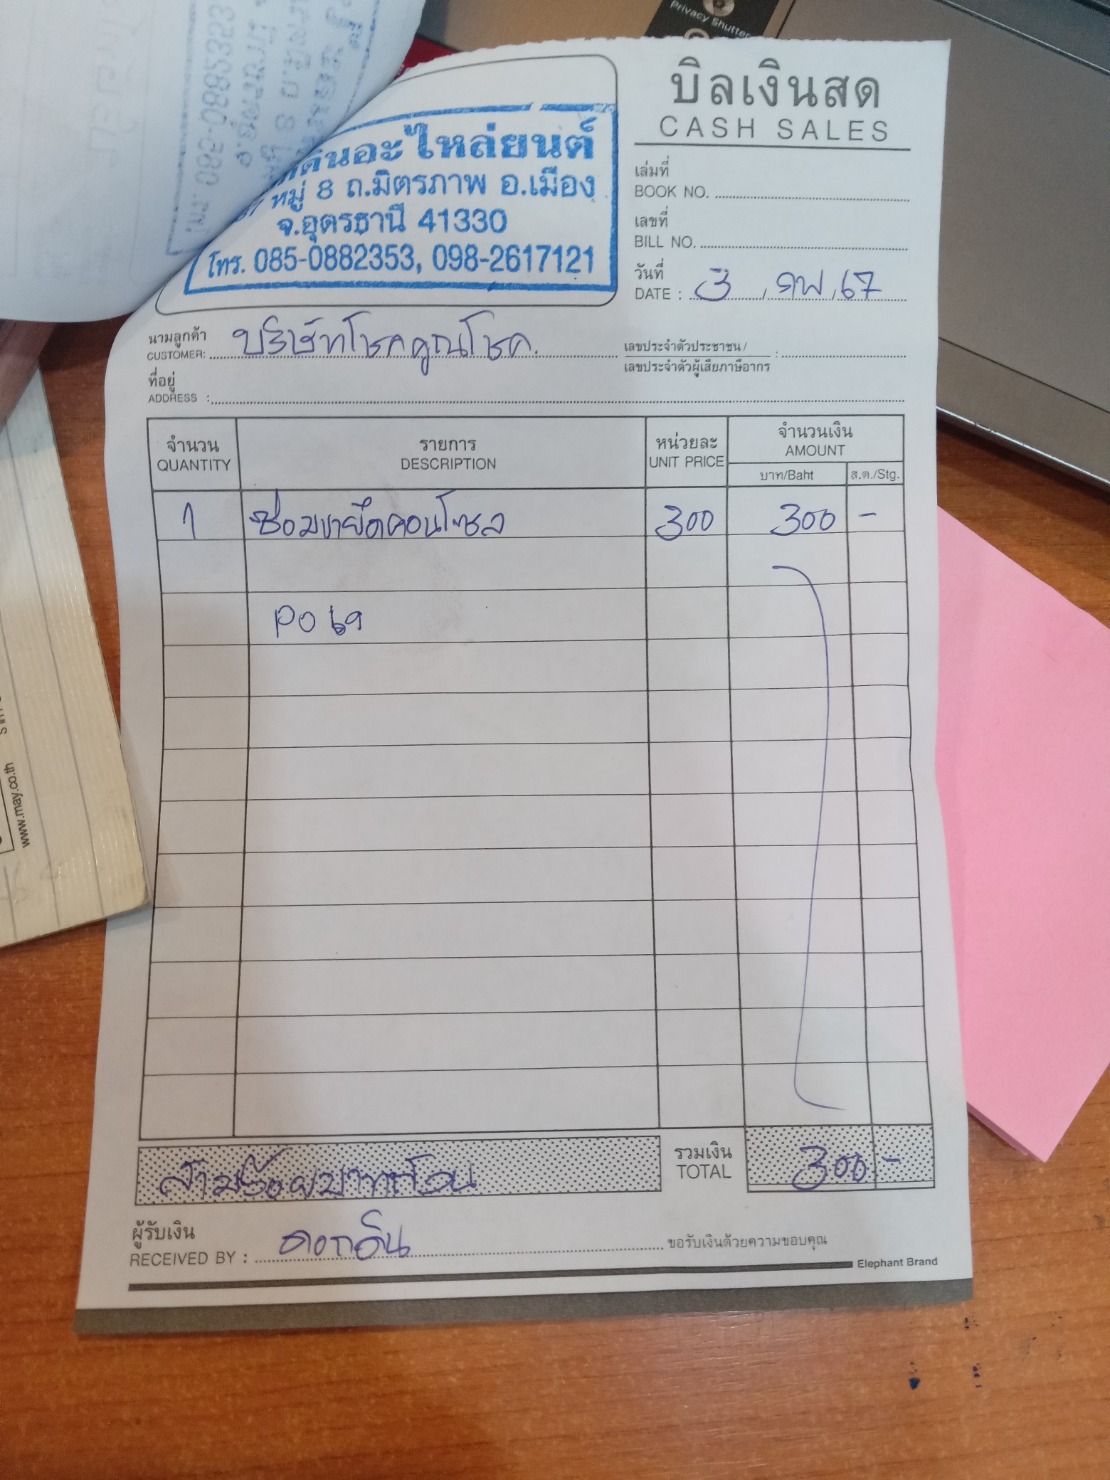 Privacy Shutter
บิลเงินสด
CASH SALES
อะไหล่ยนต์
หมู่ 8 ถ.มิตรภาพ อ.เมือง
จ.อุดรธานี 41330
โทร. 085-0882353, 098-2617121
เล่มที่
BOOK NO.
เลขที่
BILL NO.
วันที่
DATE : 3 / กพ / 67
นามลูกค้า
CUSTOMER: บริษัทโชคคูณโชค.
เลขประจำตัวประชาชน /
เลขประจำตัวผู้เสียภาษีอากร :
ที่อยู่
ADDRESS :
จำนวน รายการ หน่วยละ จำนวนเงิน
QUANTITY DESCRIPTION UNIT PRICE AMOUNT
บาท/Baht ส.ต./Stg.
1 ซ่อมขายึดคอนโซล 300 300 -
PO 69
สามร้อยบาทถ้วน
รวมเงิน
TOTAL 300 -
ผู้รับเงิน
RECEIVED BY : ดอกดิน
ขอรับเงินด้วยความขอบคุณ
Elephant Brand
www.may.co.th